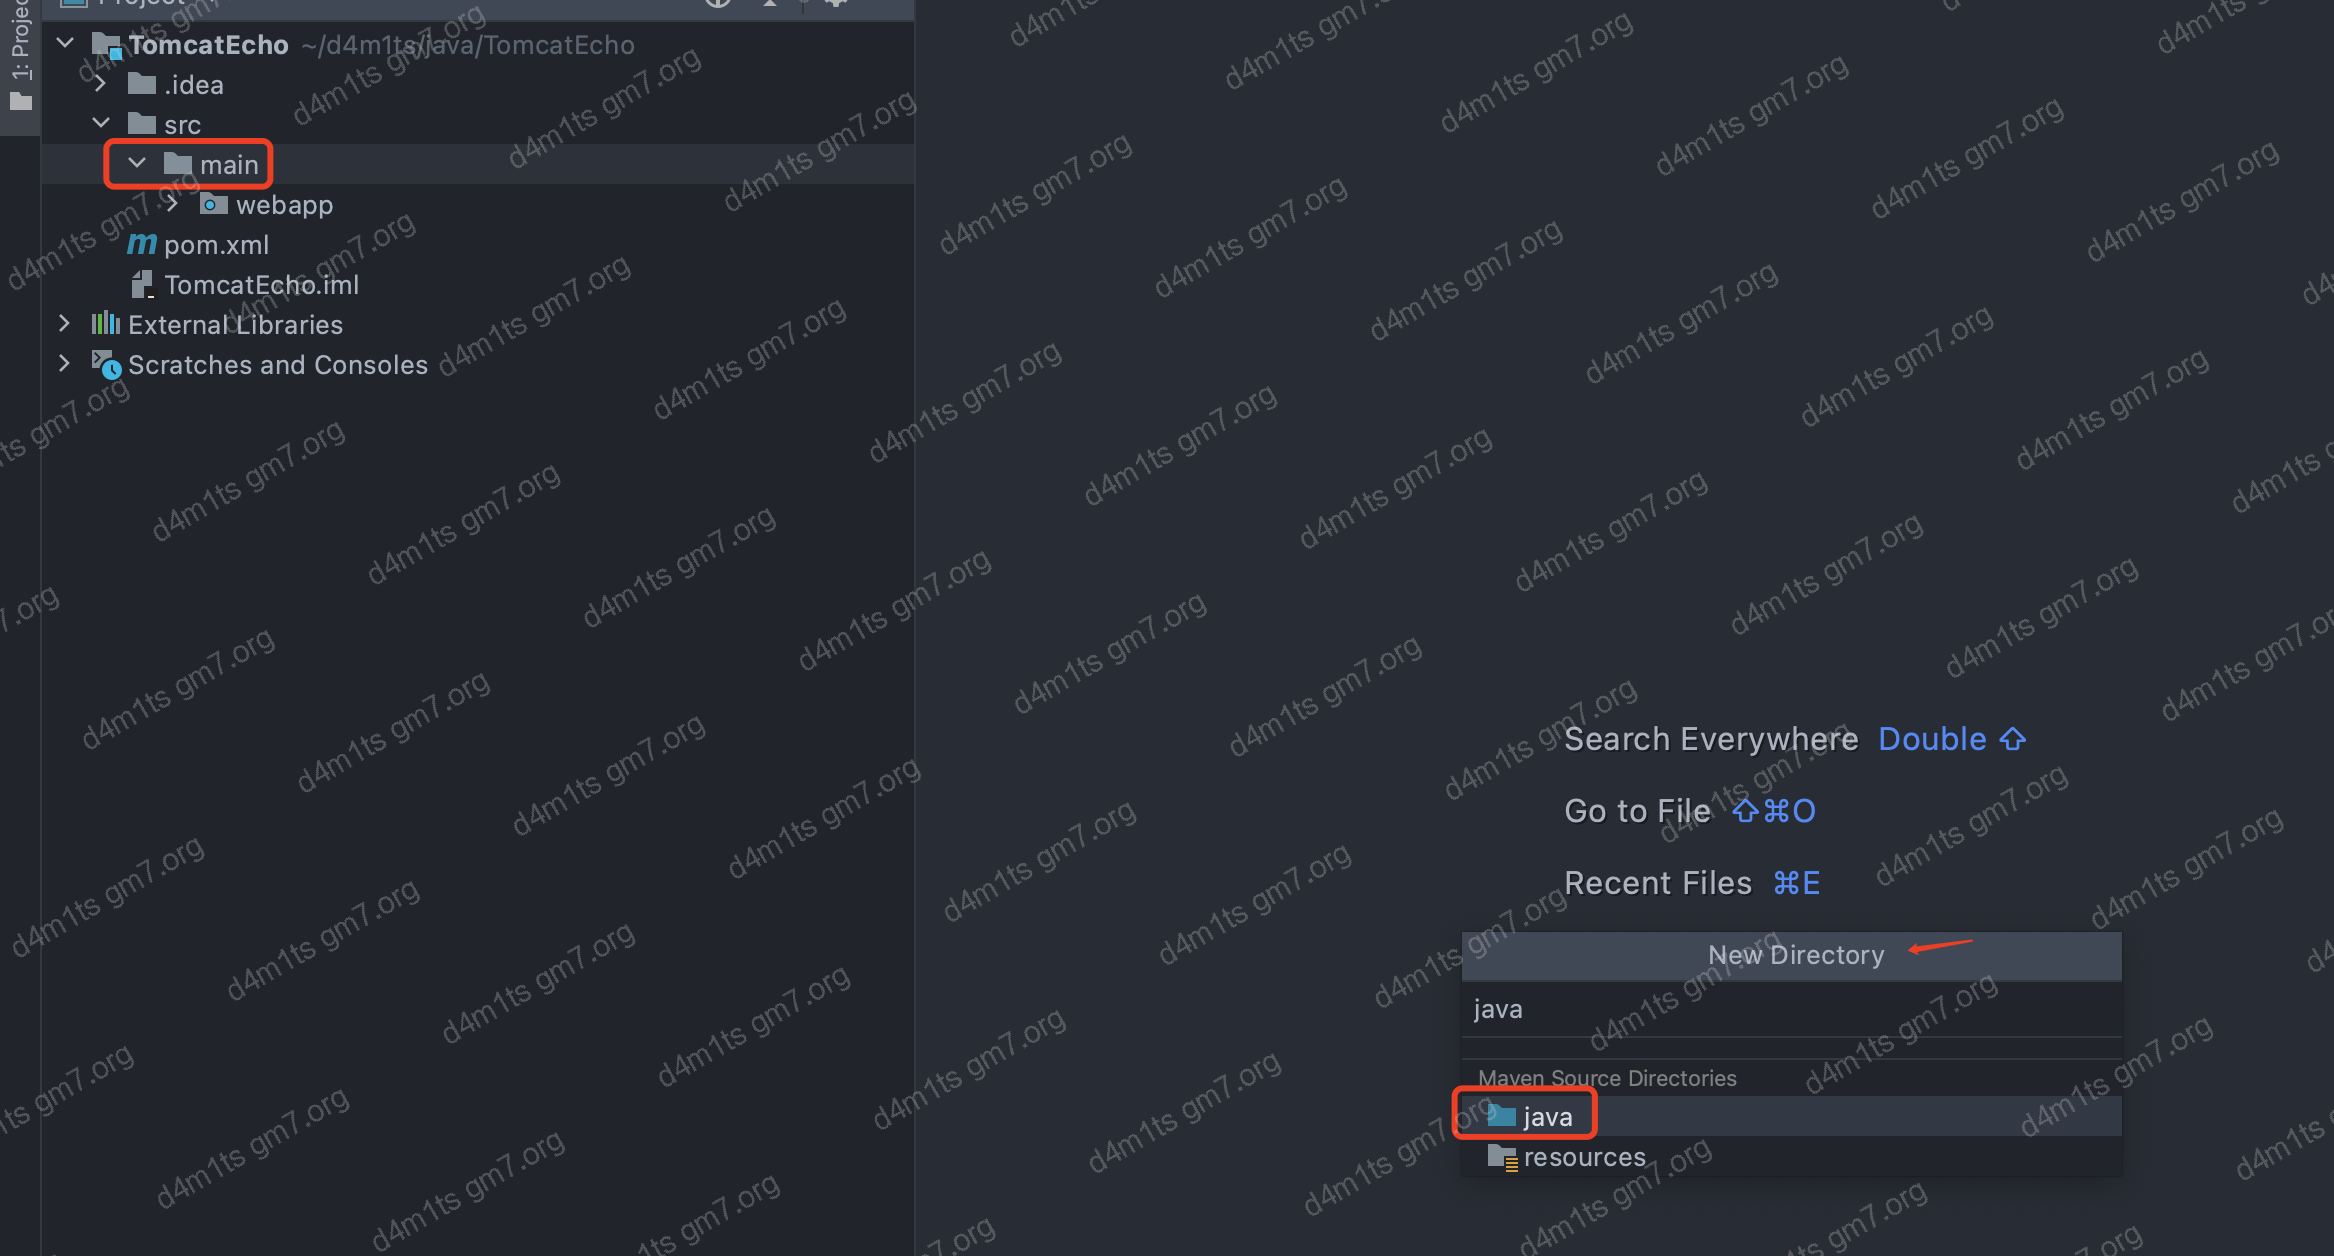 Project
1: Project
TomcatEcho ~/d4m1ts/java/TomcatEcho
.idea
src
main
webapp
pom.xml
TomcatEcho.iml
External Libraries
Scratches and Consoles
Search Everywhere Double ⇧
Go to File ⇧⌘O
Recent Files ⌘E
New Directory
java
Maven Source Directories
java
resources
d4m1ts gm7.org